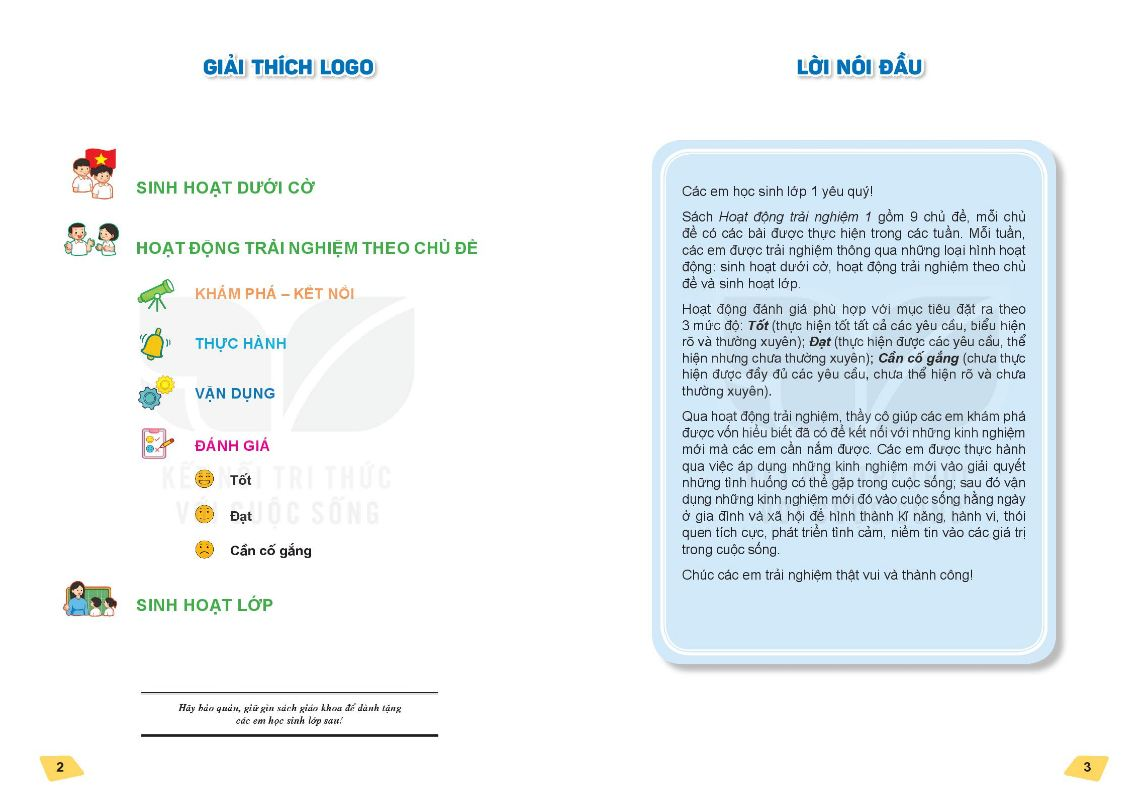 GIẢI THÍCH LOGO
SINH HOẠT DƯỚI CỜ
HOẠT ĐỘNG TRẢI NGHIỆM THEO CHỦ ĐỀ
KHÁM PHÁ – KẾT NỐI
THỰC HÀNH
VẬN DỤNG
ĐÁNH GIÁ
KẾT NỐI TRI THỨC
VỚI CUỘC SỐNG
Tốt
Đạt
Cần cố gắng
SINH HOẠT LỚP
Hãy bảo quản, giữ gìn sách giáo khoa để dành tặng
các em học sinh lớp sau!
2
LỜI NÓI ĐẦU
Các em học sinh lớp 1 yêu quý!
Sách Hoạt động trải nghiệm 1 gồm 9 chủ đề, mỗi chủ
đề có các bài được thực hiện trong các tuần. Mỗi tuần,
các em được trải nghiệm thông qua những loại hình hoạt
động: sinh hoạt dưới cờ, hoạt động trải nghiệm theo chủ
đề và sinh hoạt lớp.
Hoạt động đánh giá phù hợp với mục tiêu đặt ra theo
3 mức độ: Tốt (thực hiện tốt tất cả các yêu cầu, biểu hiện
rõ và thường xuyên); Đạt (thực hiện được các yêu cầu, thể
hiện nhưng chưa thường xuyên); Cần cố gắng (chưa thực
hiện được đầy đủ các yêu cầu, chưa thể hiện rõ và chưa
thường xuyên).
Qua hoạt động trải nghiệm, thầy cô giúp các em khám phá
được vốn hiểu biết đã có để kết nối với những kinh nghiệm
mới mà các em cần nắm được. Các em được thực hành
qua việc áp dụng những kinh nghiệm mới vào giải quyết
những tình huống có thể gặp trong cuộc sống; sau đó vận
dụng những kinh nghiệm mới đó vào cuộc sống hằng ngày
ở gia đình và xã hội để hình thành kĩ năng, hành vi, thói
quen tích cực, phát triển tình cảm, niềm tin vào các giá trị
trong cuộc sống.
Chúc các em trải nghiệm thật vui và thành công!
3